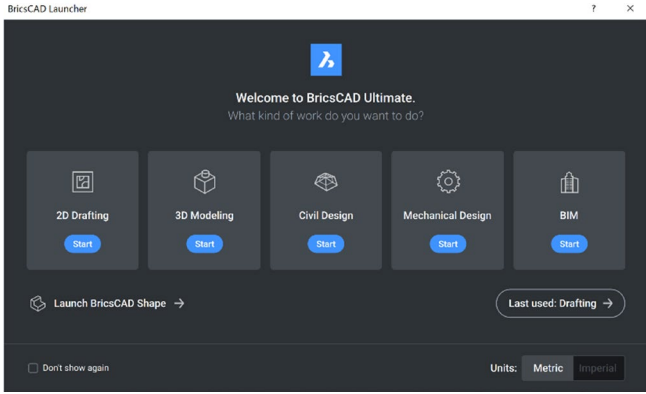 BricsCAD Launcher ? ×
Welcome to BricsCAD Ultimate.
What kind of work do you want to do?
2D Drafting 3D Modeling Civil Design Mechanical Design BIM
Start Start Start Start Start
Launch BricsCAD Shape → Last used: Drafting →
Don't show again Units: Metric Imperial